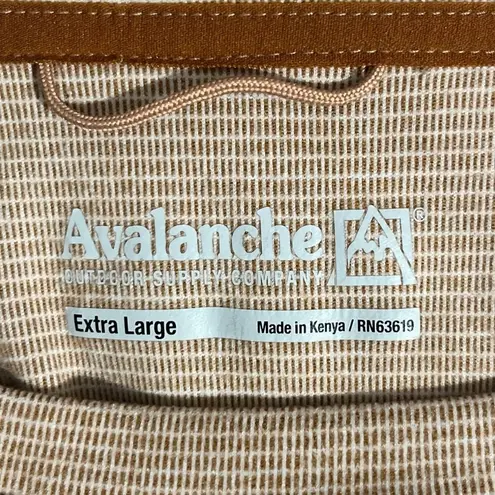 Avalanche ®
OUTDOOR SUPPLY COMPANY
Extra Large Made in Kenya / RN63619